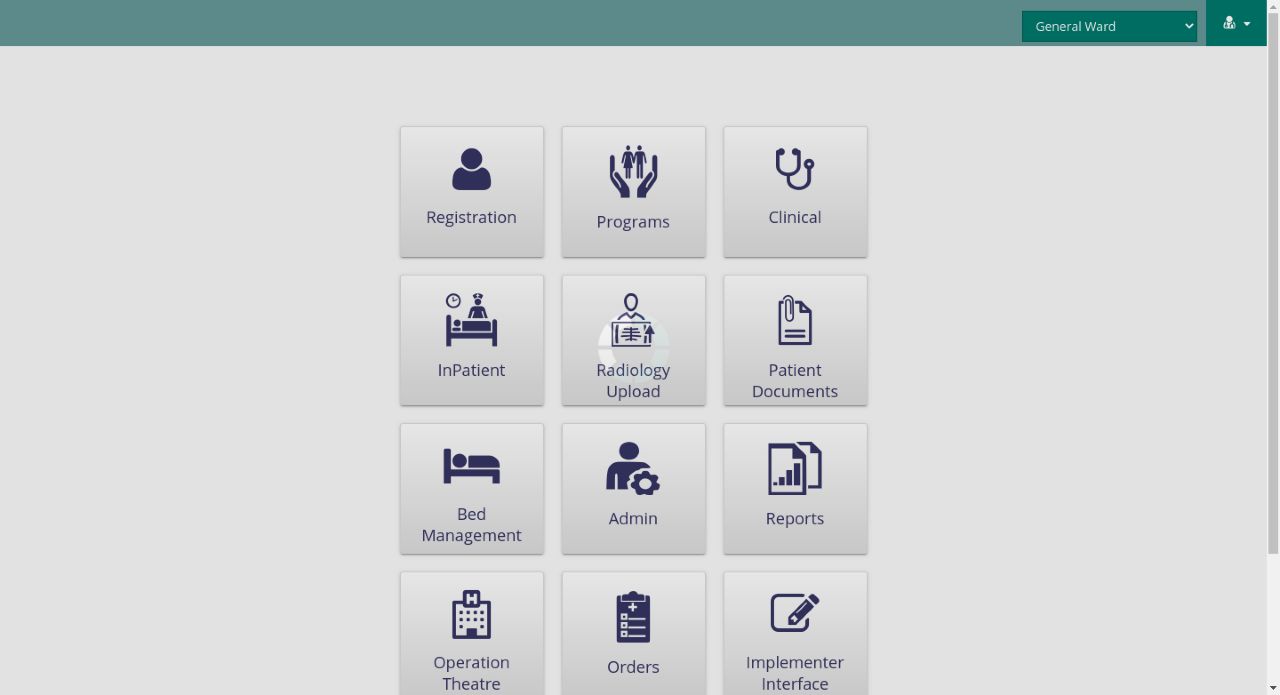 General Ward
Registration
Programs
Clinical
InPatient
Radiology
Upload
Patient
Documents
Bed
Management
Admin
Reports
Operation
Theatre
Orders
Implementer
Interface